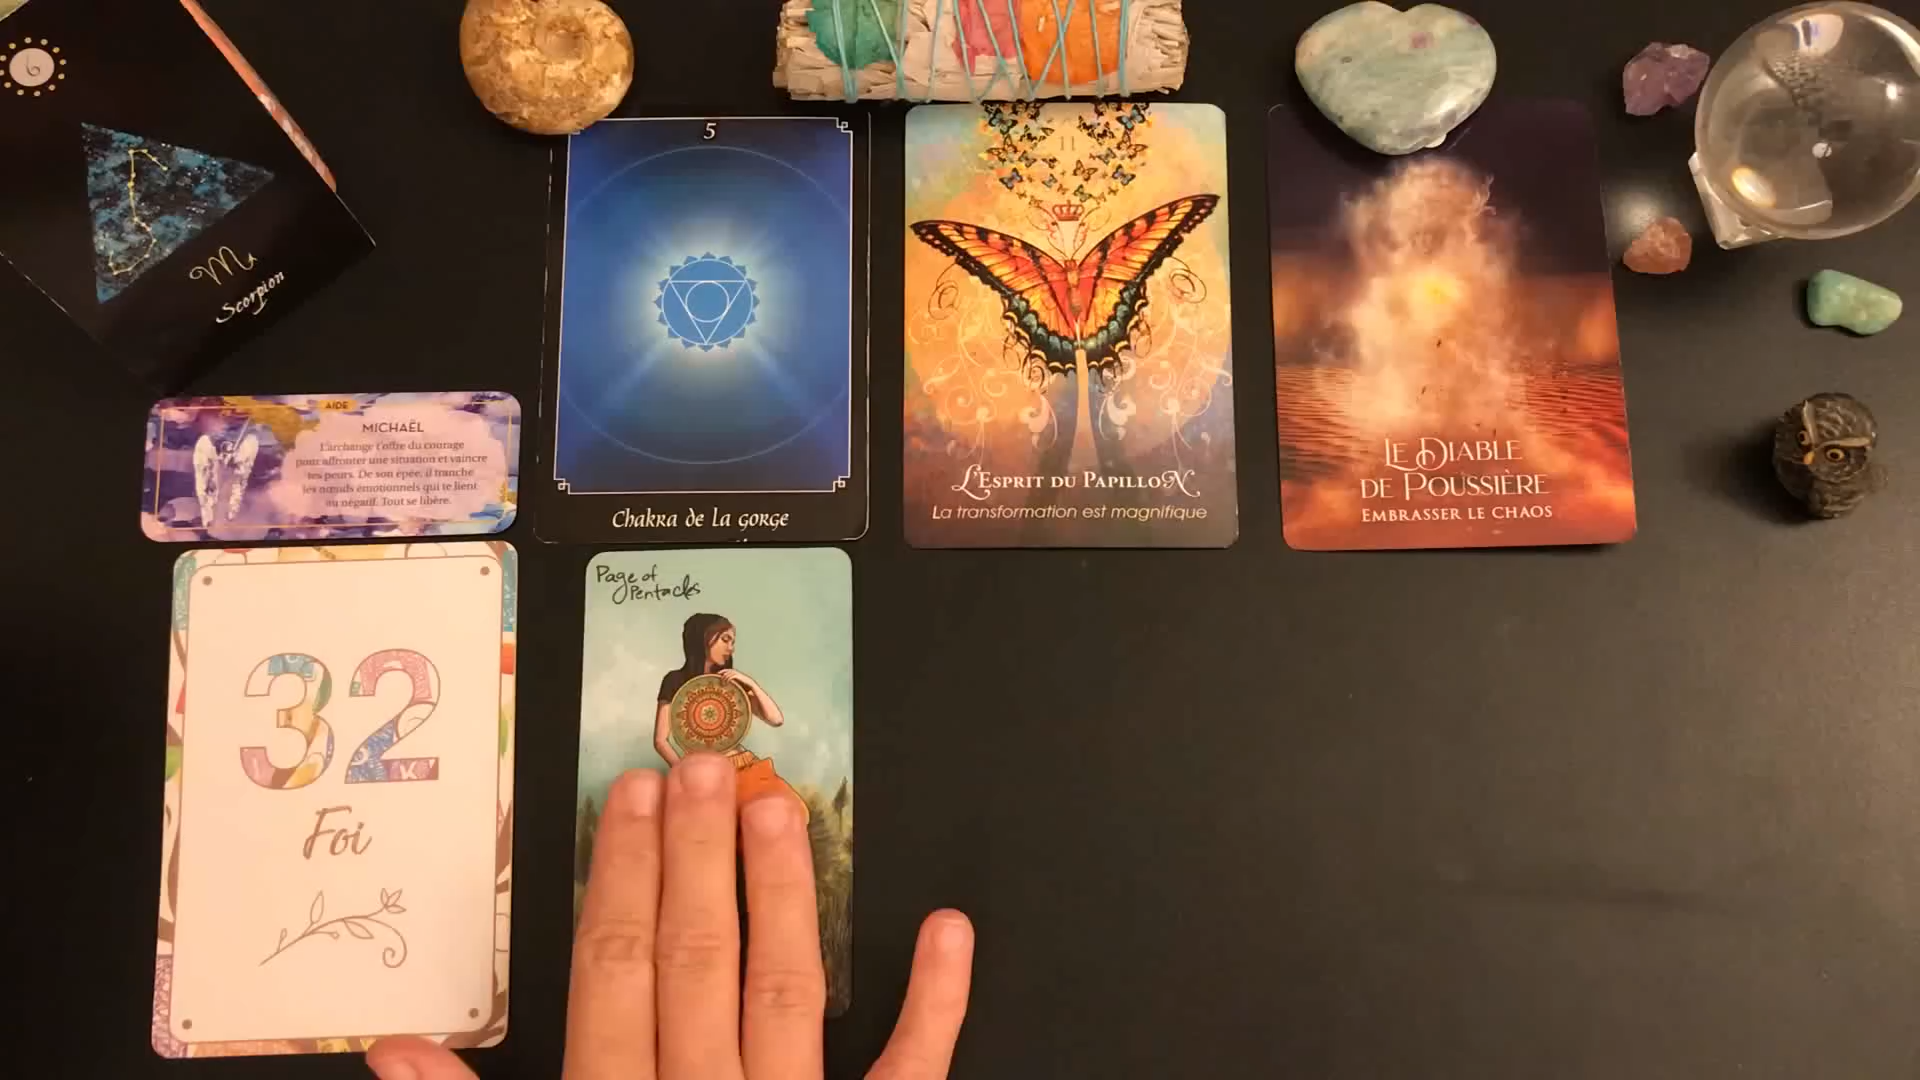 6
Scorpion
AIDE
MICHAËL
L'archange t'offre du courage
pour affronter une situation et vaincre
tes peurs. De son épée, il tranche
les nœuds émotionnels qui te lient
au négatif. Tout se libère.
5
Chakra de la gorge
11
L'Esprit du Papillon
La transformation est magnifique
Le Diable
de Poussière
Embrasser le chaos
32
Foi
Page of
Pentacles